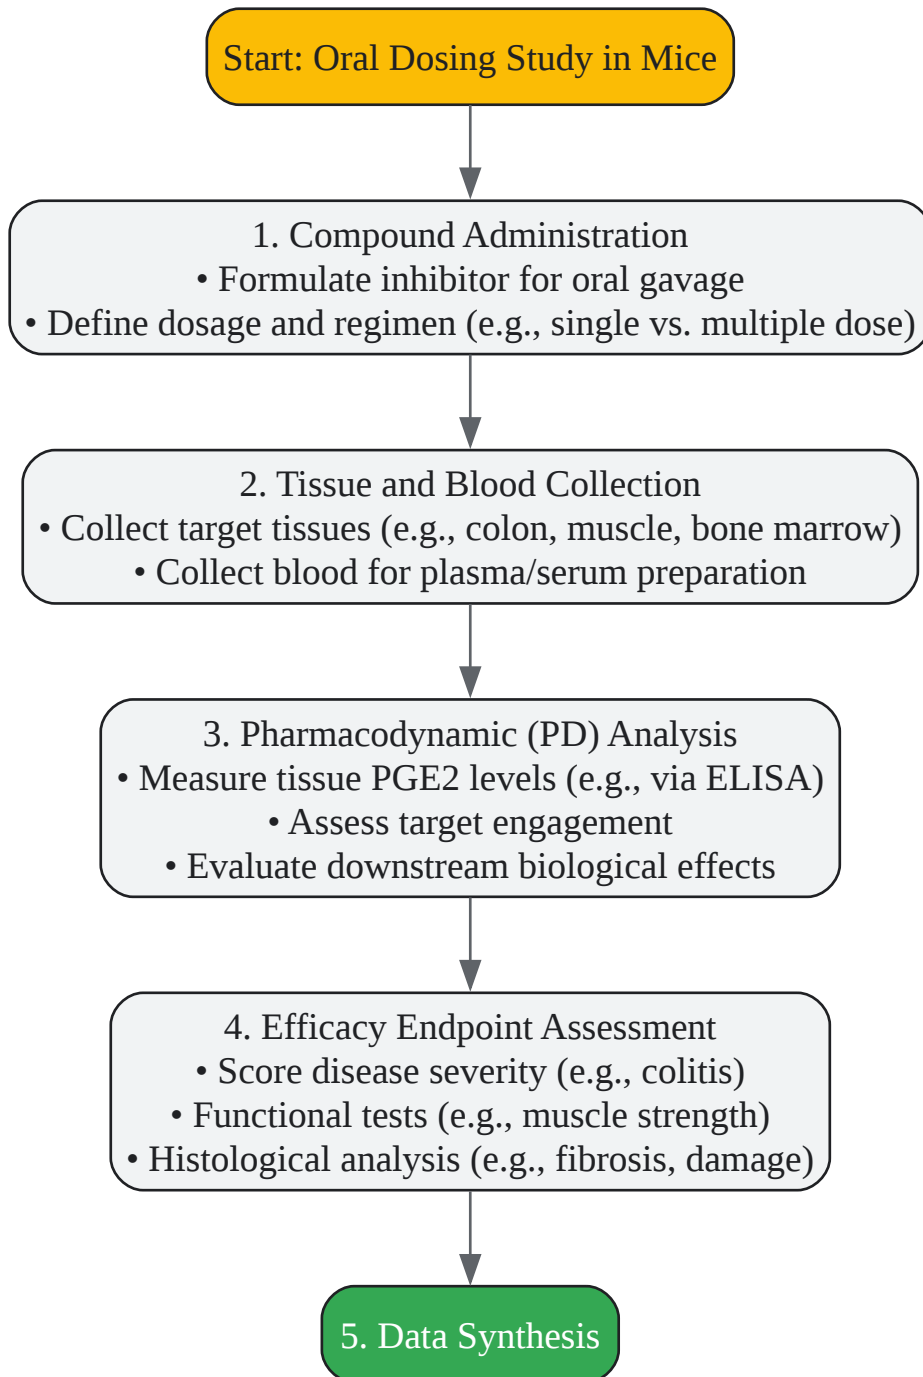 Start: Oral Dosing Study in Mice
1. Compound Administration
• Formulate inhibitor for oral gavage
• Define dosage and regimen (e.g., single vs. multiple dose)
2. Tissue and Blood Collection
• Collect target tissues (e.g., colon, muscle, bone marrow)
• Collect blood for plasma/serum preparation
3. Pharmacodynamic (PD) Analysis
• Measure tissue PGE2 levels (e.g., via ELISA)
• Assess target engagement
• Evaluate downstream biological effects
4. Efficacy Endpoint Assessment
• Score disease severity (e.g., colitis)
• Functional tests (e.g., muscle strength)
• Histological analysis (e.g., fibrosis, damage)
5. Data Synthesis